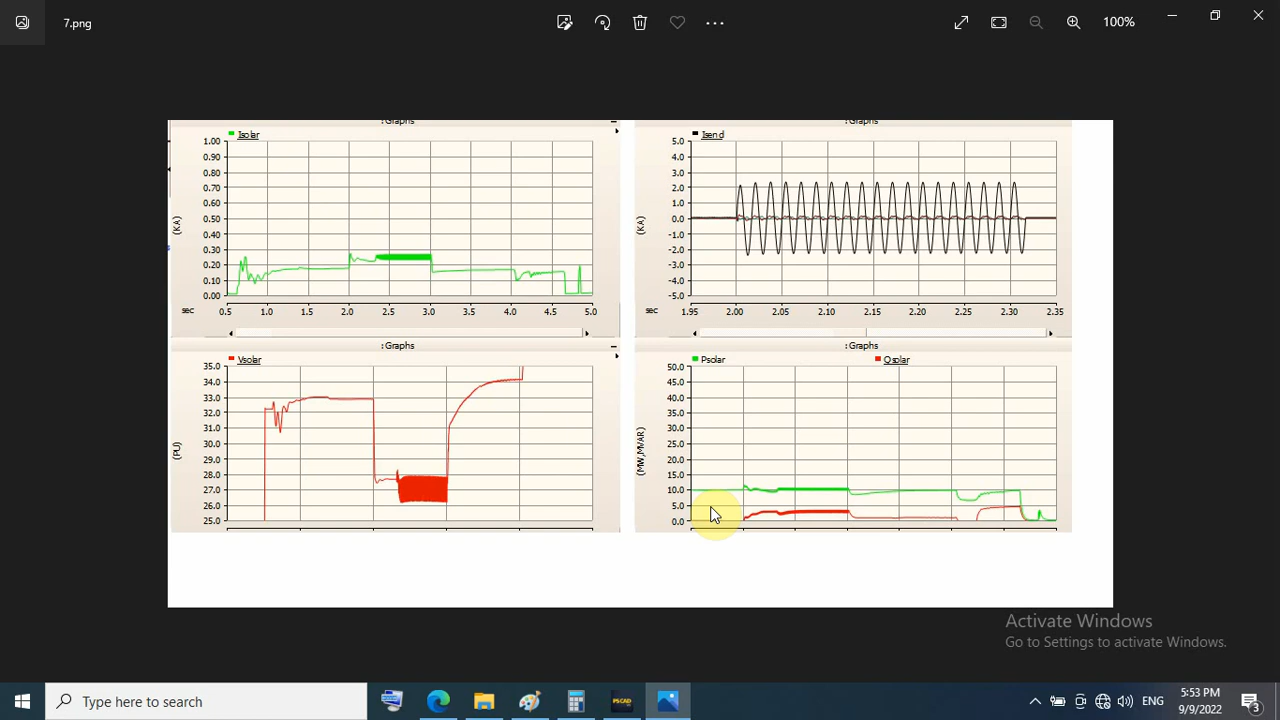 7.png
100%
: Graphs
Isolar
1.00
0.90
0.80
0.70
0.60
0.50
0.40
0.30
0.20
0.10
0.00
(KA)
sec 0.5 1.0 1.5 2.0 2.5 3.0 3.5 4.0 4.5 5.0
: Graphs
Isend
5.0
4.0
3.0
2.0
1.0
0.0
-1.0
-2.0
-3.0
-4.0
-5.0
(KA)
sec 1.95 2.00 2.05 2.10 2.15 2.20 2.25 2.30 2.35
: Graphs
Vsolar
35.0
34.0
33.0
32.0
31.0
30.0
29.0
28.0
27.0
26.0
25.0
(PU)
: Graphs
Psolar Qsolar
50.0
45.0
40.0
35.0
30.0
25.0
20.0
15.0
10.0
5.0
0.0
(MW,MVAR)
Activate Windows
Go to Settings to activate Windows.
Type here to search
PSCAD
ENG
5:53 PM
9/9/2022
3